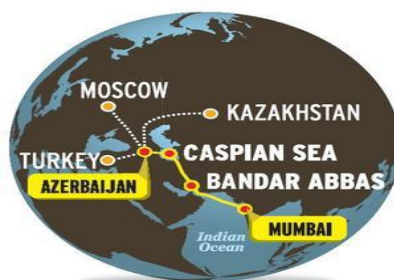 MOSCOW
KAZAKHSTAN
TURKEY
CASPIAN SEA
AZERBAIJAN
BANDAR ABBAS
MUMBAI
Indian
Ocean